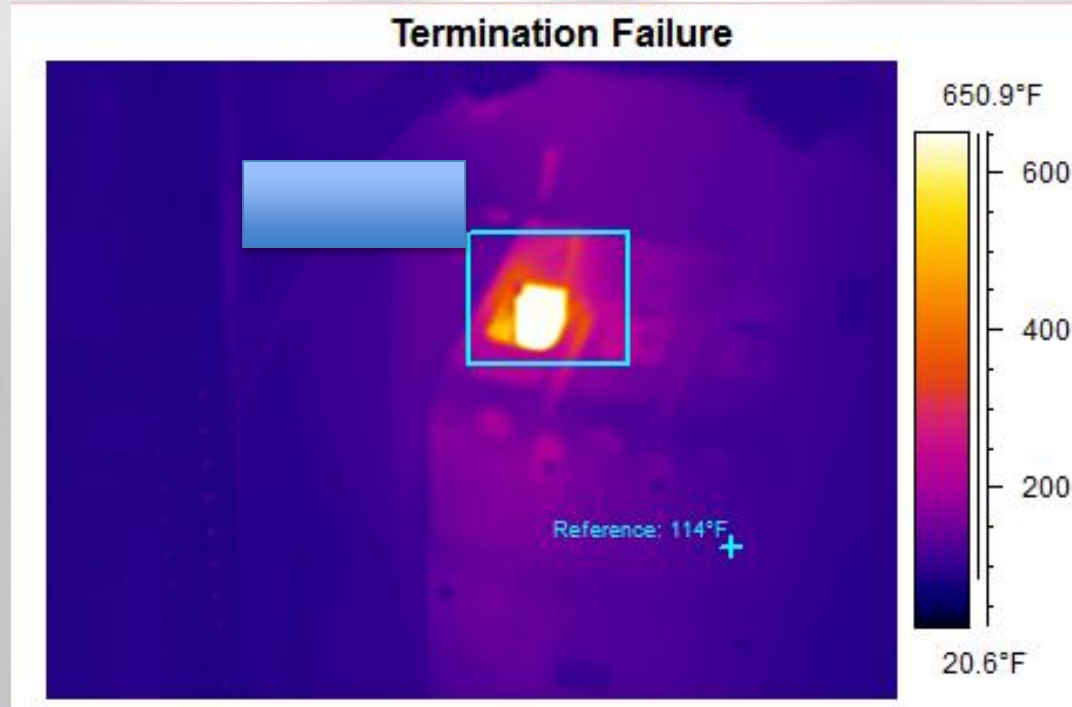 Termination Failure
650.9°F
600
400
200
Reference: 114°F
20.6°F